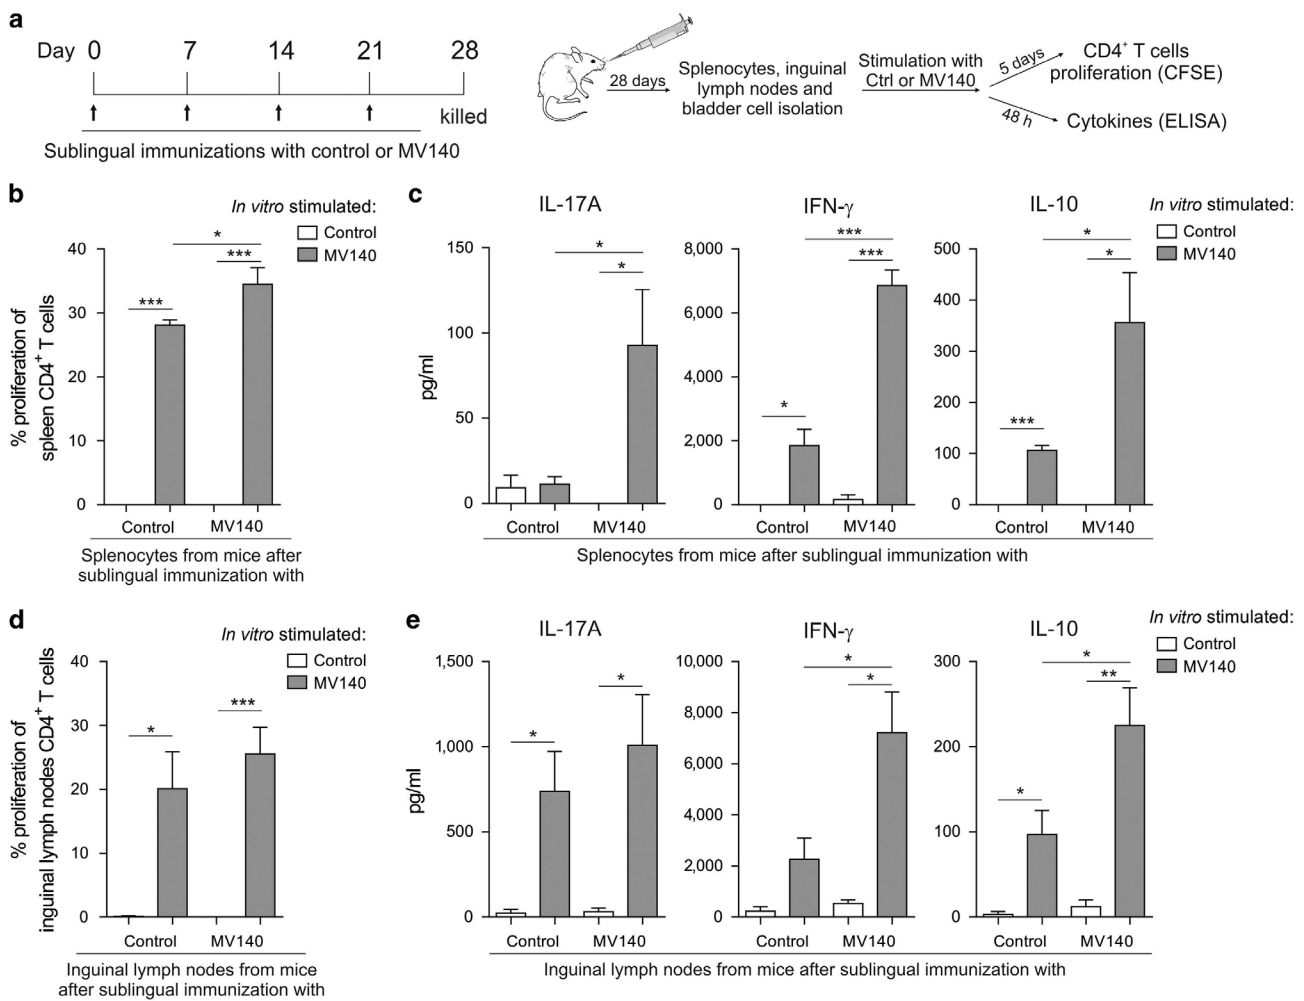 a
Day 0 7 14 21 28
killed
Sublingual immunizations with control or MV140
28 days
Splenocytes, inguinal
lymph nodes and
bladder cell isolation
Stimulation with
Ctrl or MV140
5 days
48 h
CD4⁺ T cells
proliferation (CFSE)
Cytokines (ELISA)
b
In vitro stimulated:
Control
MV140
% proliferation of
spleen CD4⁺ T cells
40
30
20
10
0
***
***
*
Control MV140
Splenocytes from mice after
sublingual immunization with
c
IL-17A
pg/ml
150
100
50
0
*
*
Control MV140
IFN-γ
8,000
6,000
4,000
2,000
0
***
***
*
Control MV140
IL-10
500
400
300
200
100
0
*
*
***
Control MV140
In vitro stimulated:
Control
MV140
Splenocytes from mice after sublingual immunization with
d
In vitro stimulated:
Control
MV140
% proliferation of
inguinal lymph nodes CD4⁺ T cells
40
30
20
10
0
*
***
Control MV140
Inguinal lymph nodes from mice
after sublingual immunization with
e
IL-17A
pg/ml
1,500
1,000
500
0
*
*
Control MV140
IFN-γ
10,000
8,000
6,000
4,000
2,000
0
*
*
Control MV140
IL-10
300
200
100
0
*
**
*
Control MV140
In vitro stimulated:
Control
MV140
Inguinal lymph nodes from mice after sublingual immunization with